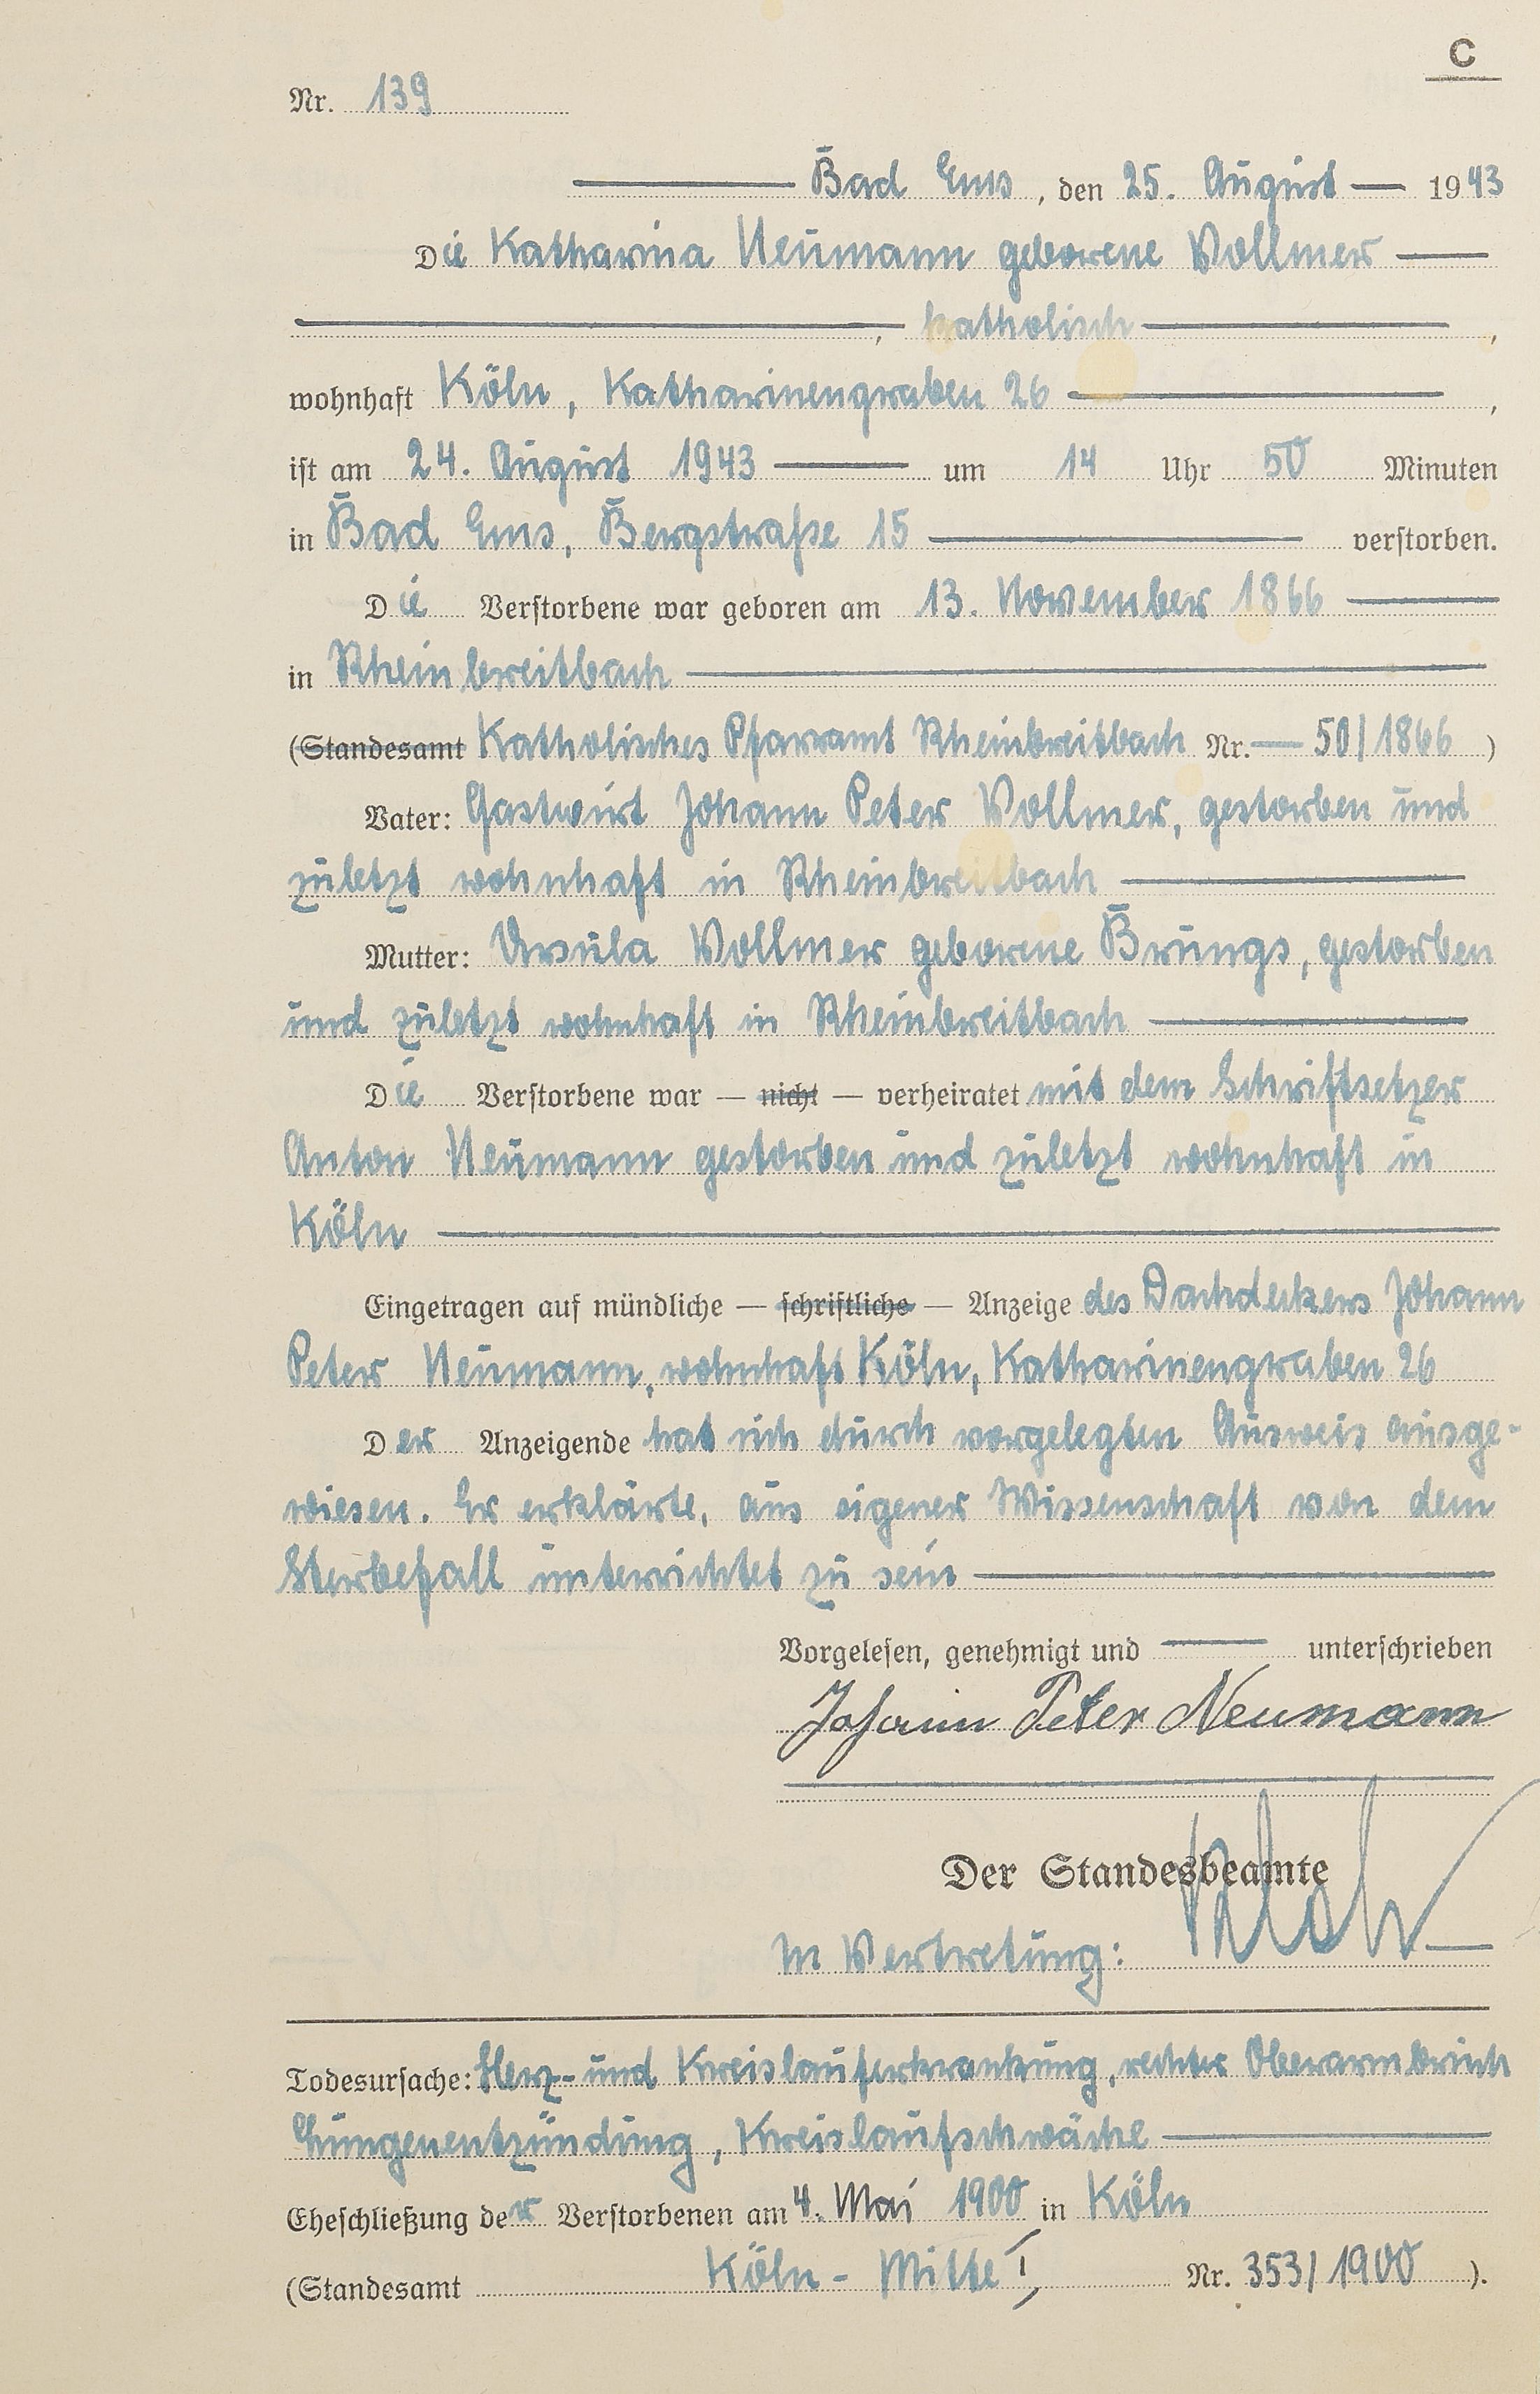 C
Nr. 139
Bad Ems, den 25. August 1943
Die Katharina Neumann geborene Vollmer
, katholisch ,
wohnhaft Köln, Katharinengraben 26 ,
ist am 24. August 1943 um 14 Uhr 50 Minuten
in Bad Ems, Bergstraße 15 verstorben.
Die Verstorbene war geboren am 13. November 1866
in Rheinbreitbach
(Standesamt Katholisches Pfarramt Rheinbreitbach Nr. 50/1866 )
Vater: Gastwirt Johann Peter Vollmer, gestorben und
zuletzt wohnhaft in Rheinbreitbach
Mutter: Ursula Vollmer geborene Brungs, gestorben
und zuletzt wohnhaft in Rheinbreitbach
Die Verstorbene war — nicht — verheiratet mit dem Schriftsetzer
Anton Neumann gestorben und zuletzt wohnhaft in
Köln
Eingetragen auf mündliche — schriftliche — Anzeige des Dachdeckers Johann
Peter Neumann, wohnhaft Köln, Katharinengraben 26
Der Anzeigende hat sich durch vorgelegten Ausweis ausge-
wiesen. Er erklärte, aus eigener Wissenschaft von dem
Sterbefall unterrichtet zu sein
Vorgelesen, genehmigt und unterschrieben
Johann Peter Neumann
Der Standesbeamte
In Vertretung:
Todesursache: Herz- und Kreislauferkrankung, rechter Oberarmbruch
Lungenentzündung, Kreislaufschwäche
Eheschließung der Verstorbenen am 4. Mai 1900 in Köln
(Standesamt Köln - Mitte I, Nr. 353/1900 ).